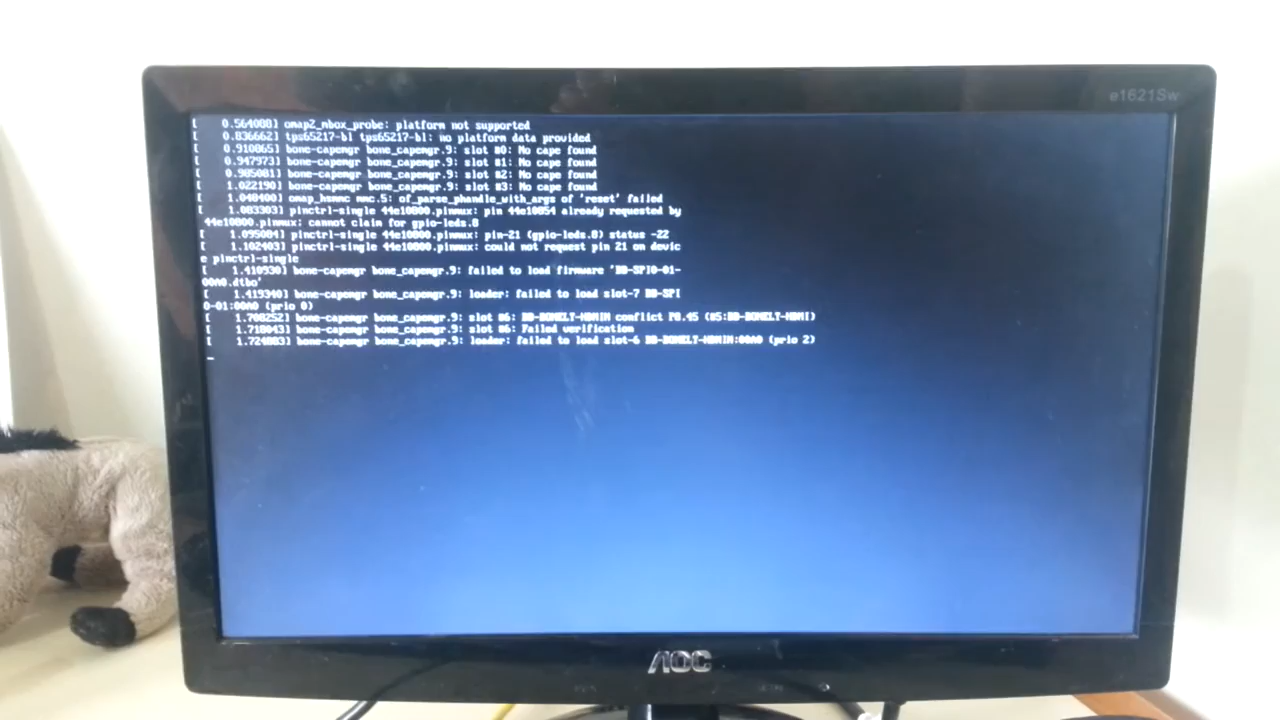 e1621Sw
[    0.564088] omap2_mbox_probe: platform not supported
[    0.836662] tps65217-bl tps65217-bl: no platform data provided
[    0.910865] bone-capemgr bone_capemgr.9: slot #0: No cape found
[    0.947973] bone-capemgr bone_capemgr.9: slot #1: No cape found
[    0.985081] bone-capemgr bone_capemgr.9: slot #2: No cape found
[    1.022190] bone-capemgr bone_capemgr.9: slot #3: No cape found
[    1.048400] omap_hsmmc mmc.5: of_parse_phandle_with_args of 'reset' failed
[    1.083303] pinctrl-single 44e10800.pinmux: pin 44e10854 already requested by
44e10800.pinmux; cannot claim for gpio-leds.8
[    1.095084] pinctrl-single 44e10800.pinmux: pin-21 (gpio-leds.8) status -22
[    1.102403] pinctrl-single 44e10800.pinmux: could not request pin 21 on devic
e pinctrl-single
[    1.410930] bone-capemgr bone_capemgr.9: failed to load firmware 'BB-SPI0-01-
00A0.dtbo'
[    1.419340] bone-capemgr bone_capemgr.9: loader: failed to load slot-7 BB-SPI
0-01:00A0 (prio 0)
[    1.708252] bone-capemgr bone_capemgr.9: slot #6: BB-BONELT-HDMIN conflict P8.45 (#5:BB-BONELT-HDMI)
[    1.718043] bone-capemgr bone_capemgr.9: slot #6: Failed verification
[    1.724883] bone-capemgr bone_capemgr.9: loader: failed to load slot-6 BB-BONELT-HDMIN:00A0 (prio 2)
_
AOC